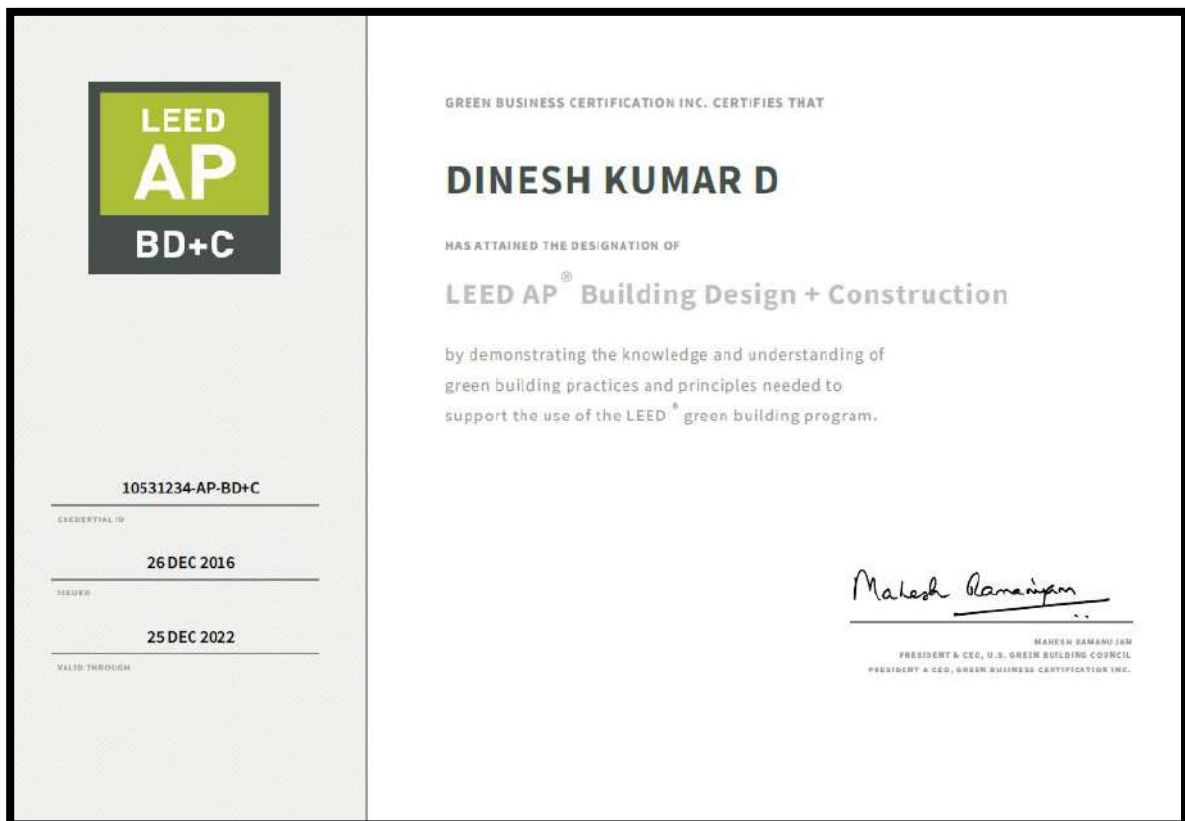 LEED
AP
BD+C
10531234-AP-BD+C
CREDENTIAL ID
26 DEC 2016
ISSUED
25 DEC 2022
VALID THROUGH
GREEN BUSINESS CERTIFICATION INC. CERTIFIES THAT
DINESH KUMAR D
HAS ATTAINED THE DESIGNATION OF
LEED AP® Building Design + Construction
by demonstrating the knowledge and understanding of
green building practices and principles needed to
support the use of the LEED® green building program.
Mahesh Ramanujam
MAHESH RAMANUJAM
PRESIDENT & CEO, U.S. GREEN BUILDING COUNCIL
PRESIDENT & CEO, GREEN BUSINESS CERTIFICATION INC.